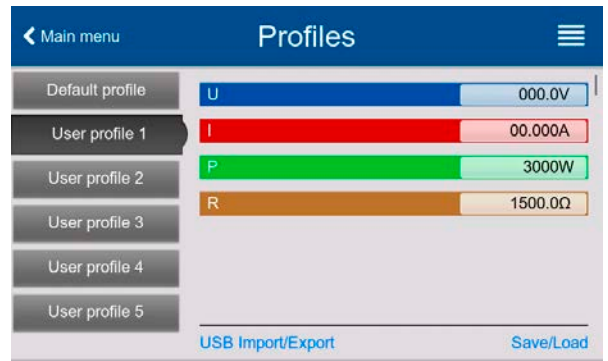 Main menu
Profiles
Default profile
User profile 1
User profile 2
User profile 3
User profile 4
User profile 5
U 000.0V
I 00.000A
P 3000W
R 1500.0Ω
USB Import/Export Save/Load